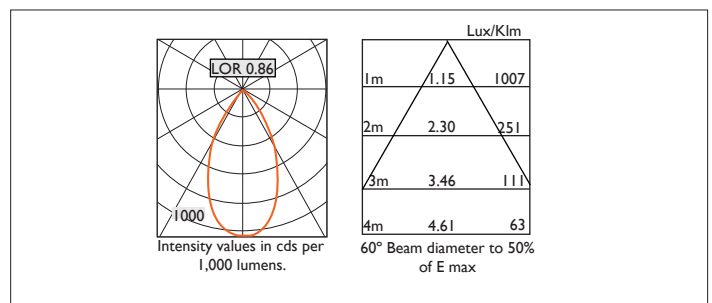 LOR 0.86
1000
Intensity values in cds per
1,000 lumens.
Lux/Klm
1m 1.15 1007
2m 2.30 251
3m 3.46 111
4m 4.61 63
60º Beam diameter to 50%
of E max